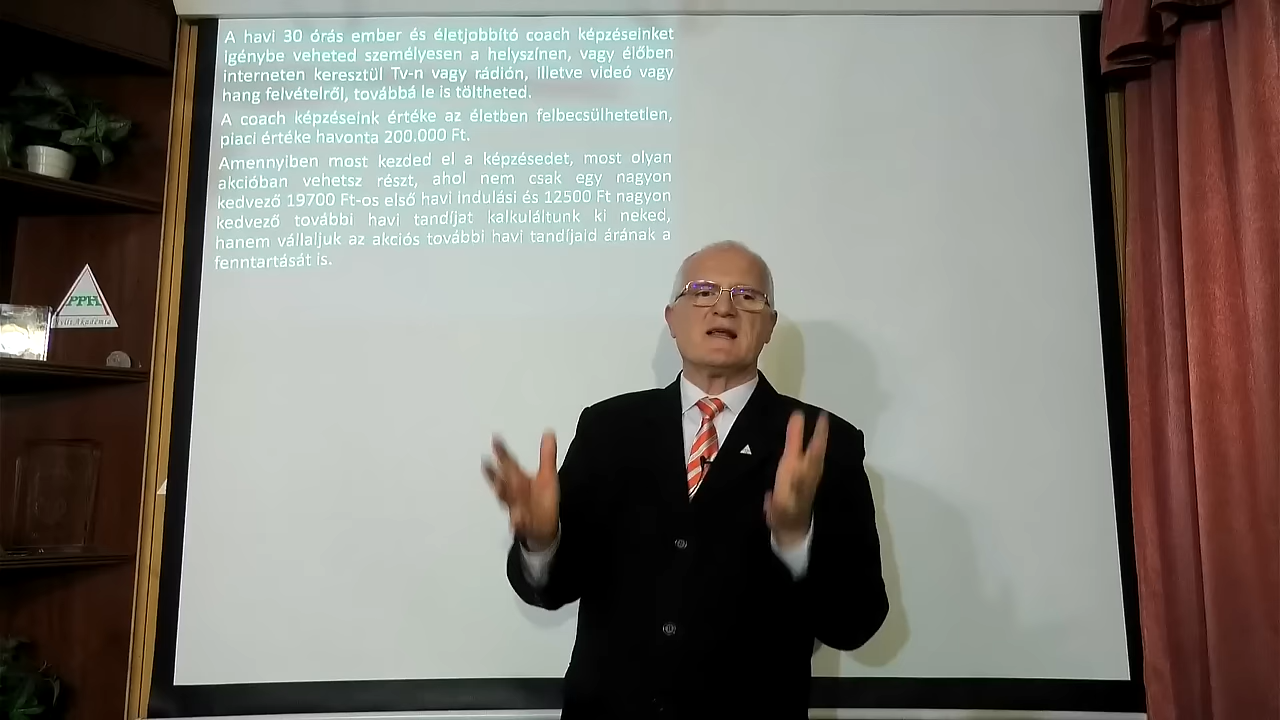 A havi 30 órás ember és életjobbító coach képzéseinket
igénybe veheted személyesen a helyszínen, vagy élőben
interneten keresztül Tv-n vagy rádión, illetve videó vagy
hang felvételről, továbbá le is töltheted.
A coach képzéseink értéke az életben felbecsülhetetlen,
piaci értéke havonta 200.000 Ft.
Amennyiben most kezded el a képzésedet, most olyan
akcióban vehetsz részt, ahol nem csak egy nagyon
kedvező 19700 Ft-os első havi indulási és 12500 Ft nagyon
kedvező további havi tandíjat kalkuláltunk ki neked,
hanem vállaljuk az akciós további havi tandíjaid árának a
fenntartását is.
PPH
Nyílt Akadémia